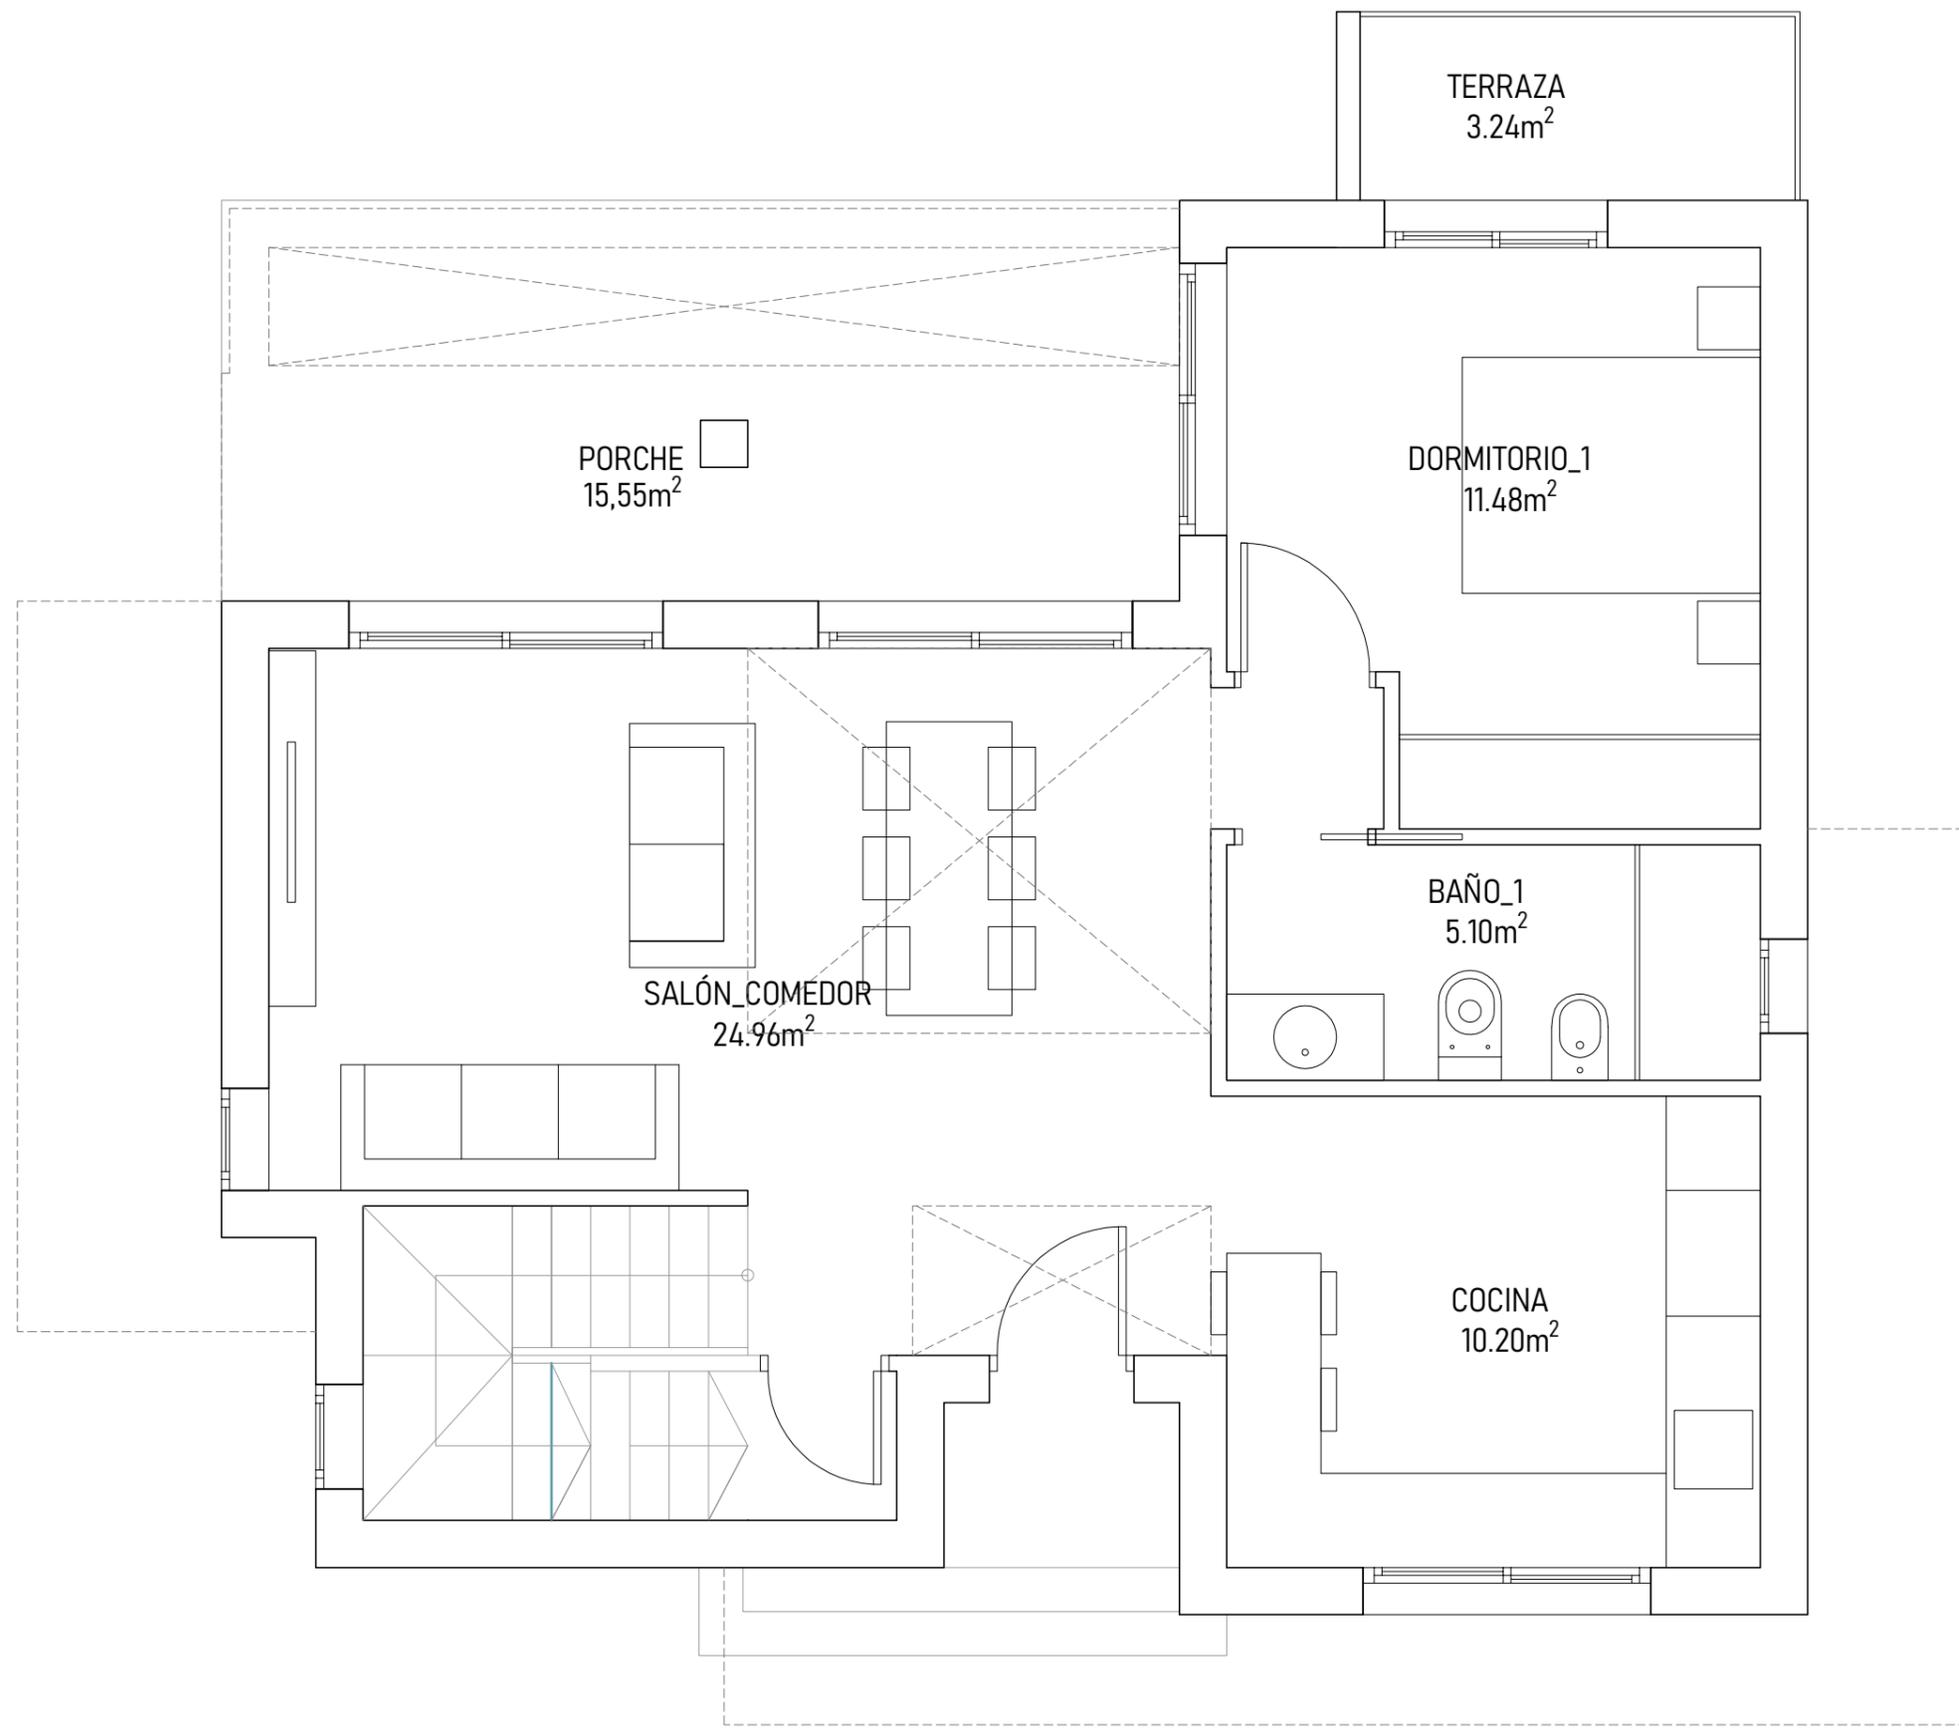 TERRAZA
3.24m²
PORCHE
15,55m²
DORMITORIO_1
11.48m²
BAÑO_1
5.10m²
SALÓN_COMEDOR
24.96m²
COCINA
10.20m²